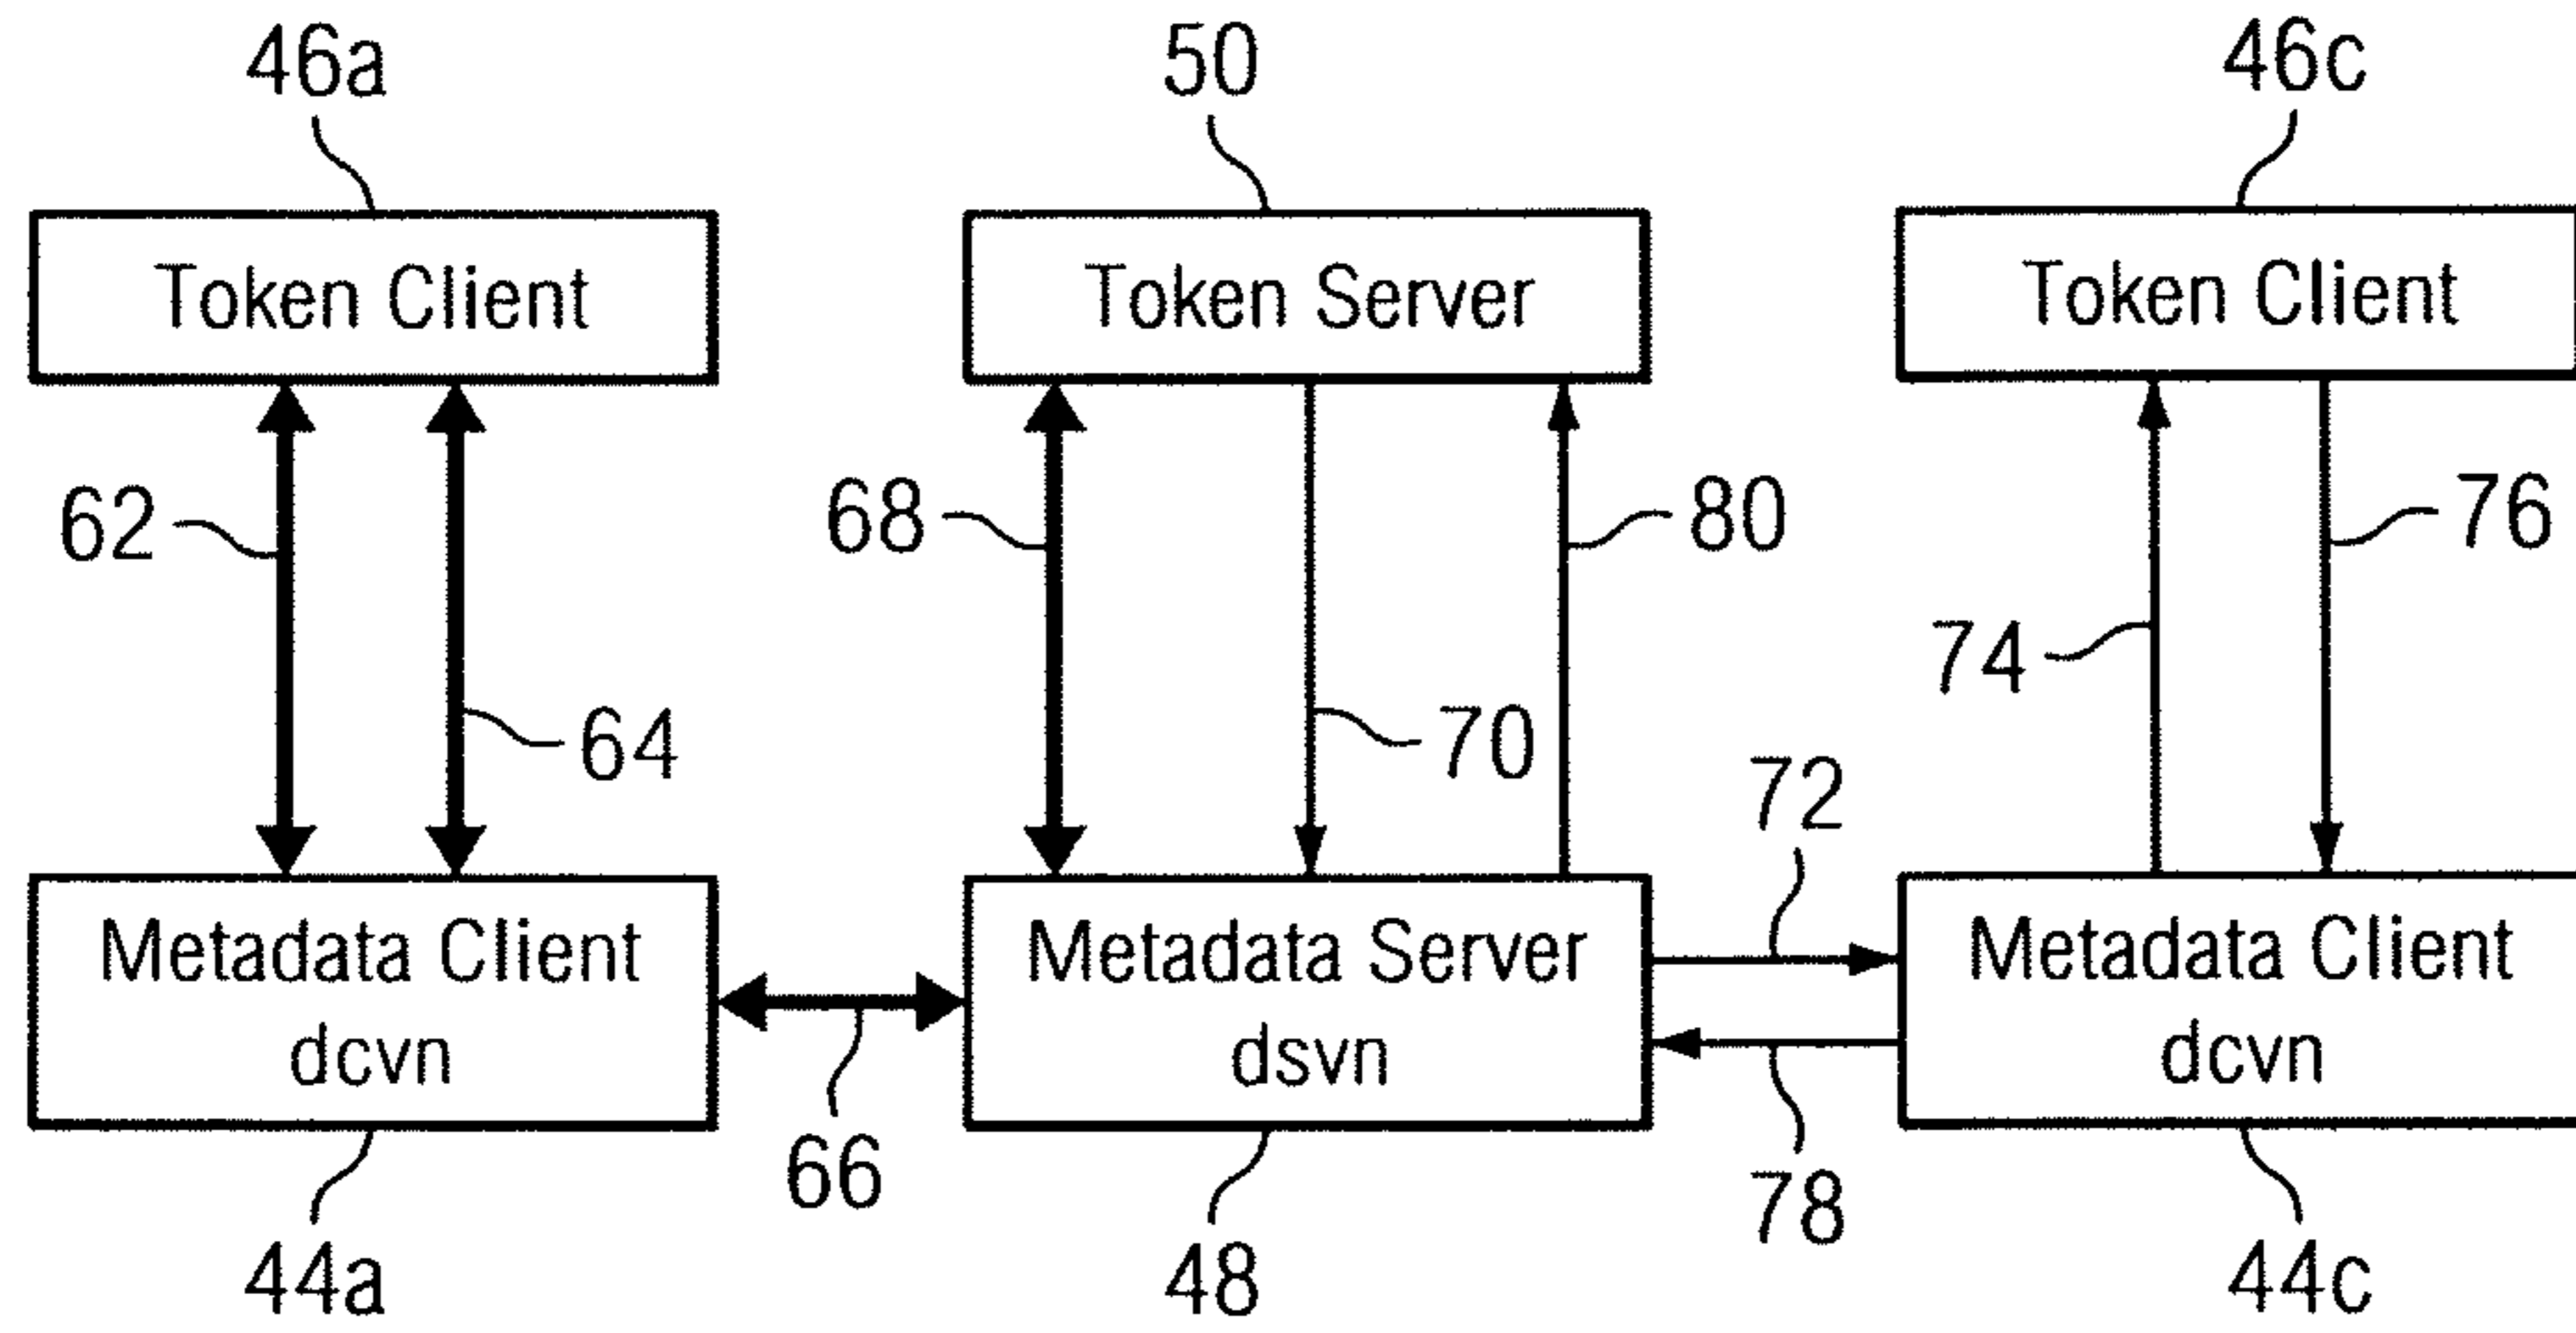 46a
50
46c
Token Client
Token Server
Token Client
62
64
68
70
80
74
76
72
Metadata Client
dcvn
Metadata Server
dsvn
Metadata Client
dcvn
66
78
44a
48
44c